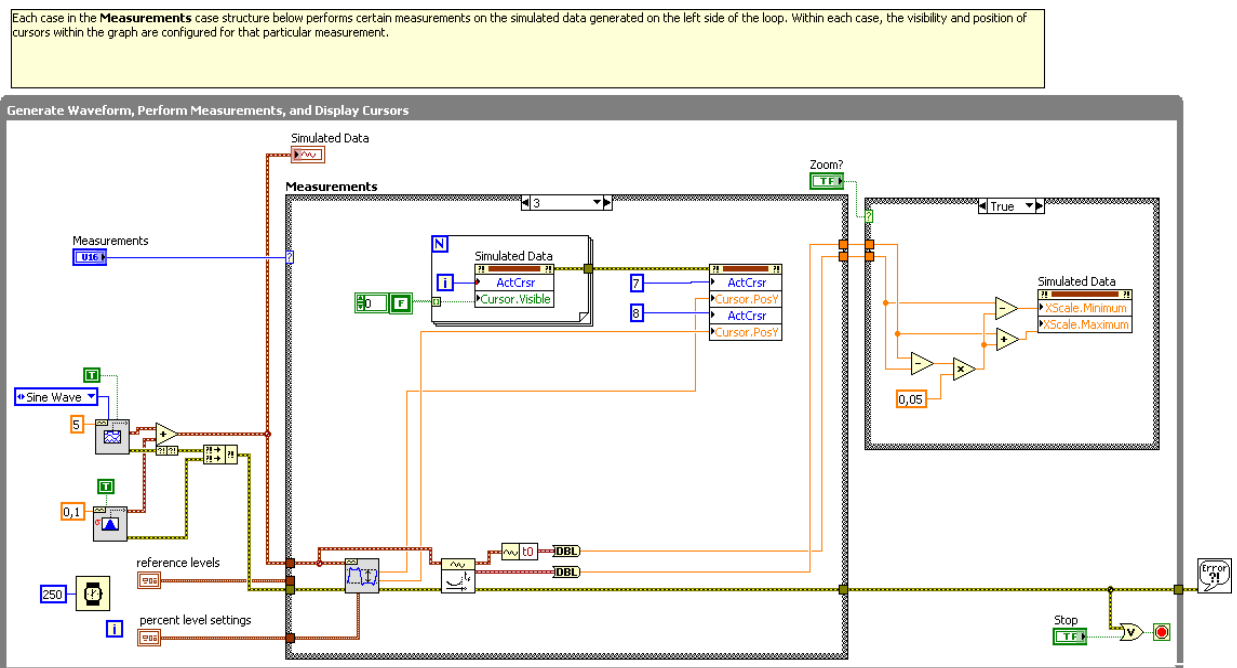 Each case in the Measurements case structure below performs certain measurements on the simulated data generated on the left side of the loop. Within each case, the visibility and position of
cursors within the graph are configured for that particular measurement.
Generate Waveform, Perform Measurements, and Display Cursors
Simulated Data
Zoom?
TF
Measurements
3
True
Measurements
U16
?
?
N
Simulated Data
?! ?!
i
ActCrsr
0
F
Cursor.Visible
?! ?!
7
ActCrsr
Cursor.PosY
8
ActCrsr
Cursor.PosY
Simulated Data
?! ?!
XScale.Minimum
XScale.Maximum
-
+
-
x
0,05
T
Sine Wave
5
+
?! ?!
?!
?!
?!
T
0,1
σ
reference levels
t0
DBL
DBL
250
i
percent level settings
Error
?!
Stop
TF
V